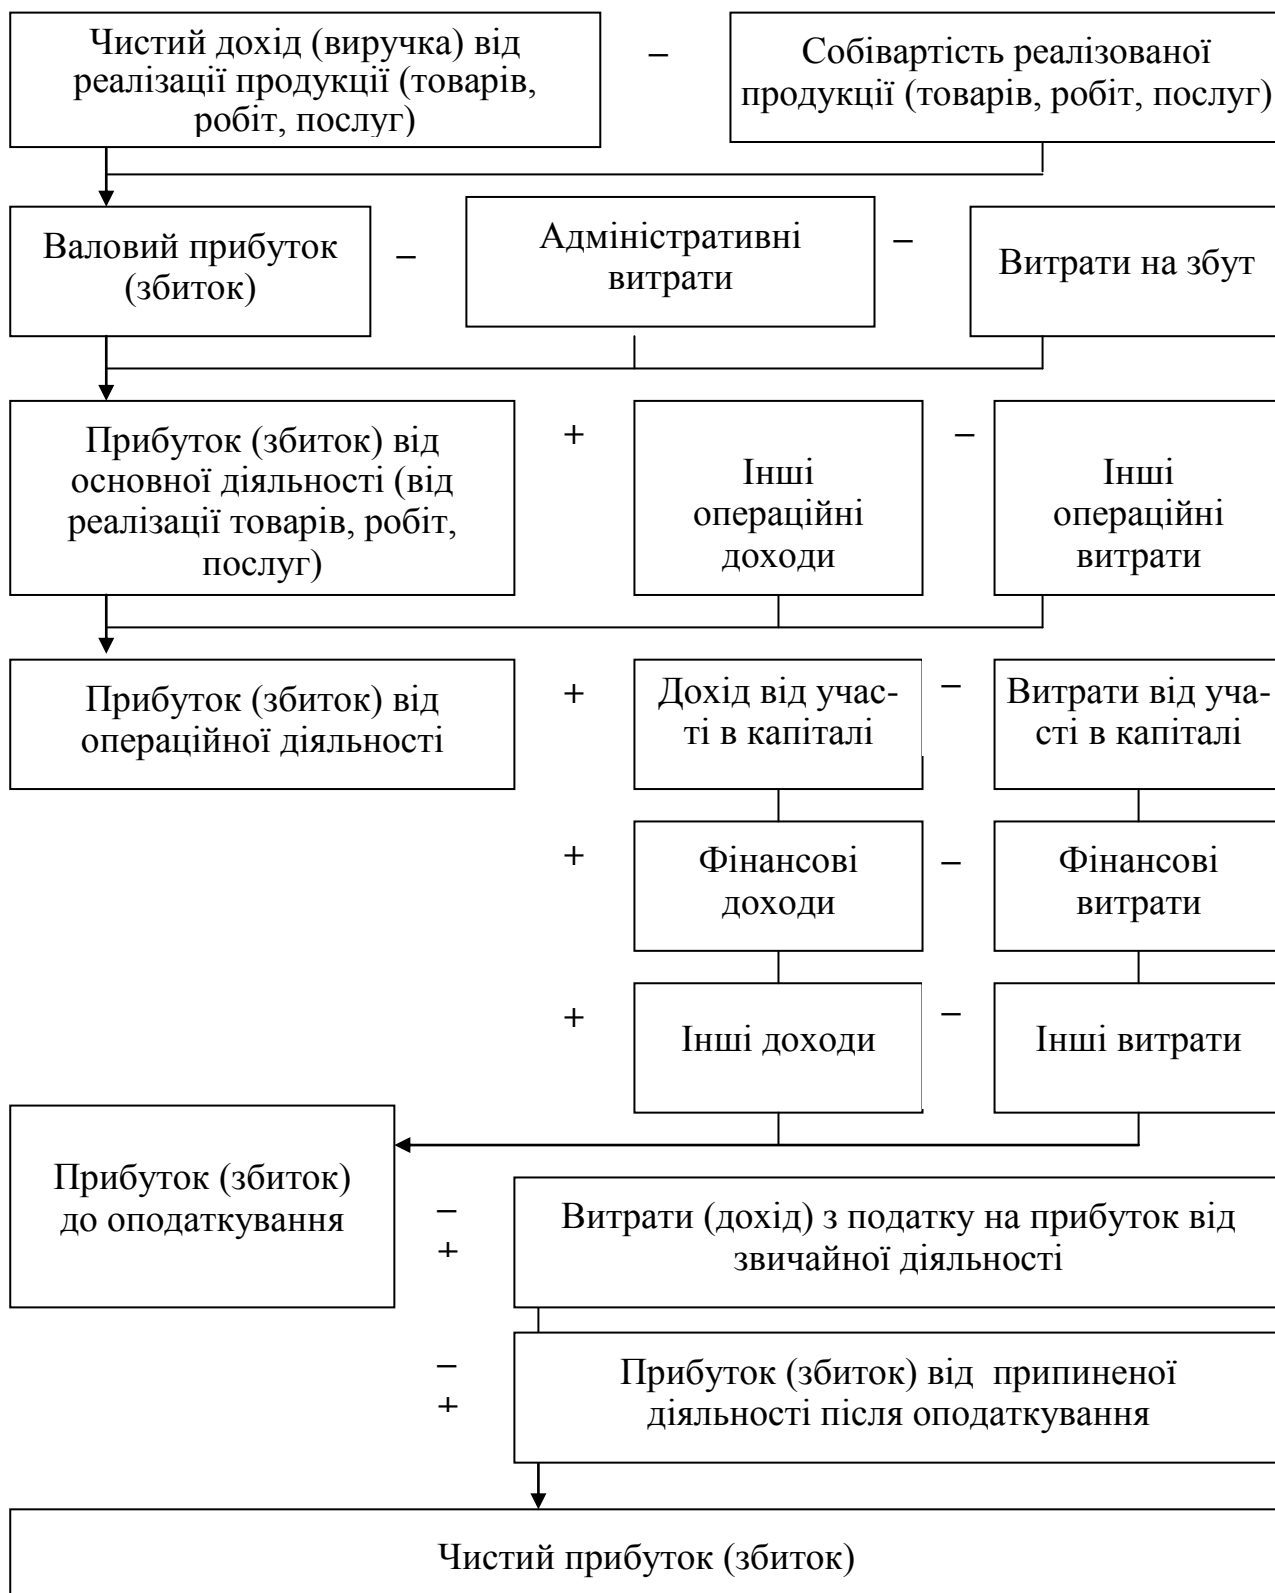 Чистий дохід (виручка) від
реалізації продукції (товарів,
робіт, послуг)
–
Собівартість реалізованої
продукції (товарів, робіт, послуг)
Валовий прибуток
(збиток)
–
Адміністративні
витрати
–
Витрати на збут
Прибуток (збиток) від
основної діяльності (від
реалізації товарів, робіт,
послуг)
+
Інші
операційні
доходи
–
Інші
операційні
витрати
Прибуток (збиток) від
операційної діяльності
+
Дохід від учас-
ті в капіталі
–
Витрати від уча-
сті в капіталі
+
Фінансові
доходи
–
Фінансові
витрати
+
Інші доходи
–
Інші витрати
Прибуток (збиток)
до оподаткування
–
+
Витрати (дохід) з податку на прибуток від
звичайної діяльності
–
+
Прибуток (збиток) від припиненої
діяльності після оподаткування
Чистий прибуток (збиток)